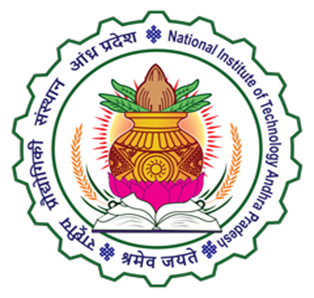 राष्ट्रीय प्रौद्योगिकी संस्थान आंध्र प्रदेश
National Institute of Technology Andhra Pradesh
श्रमेव जयते